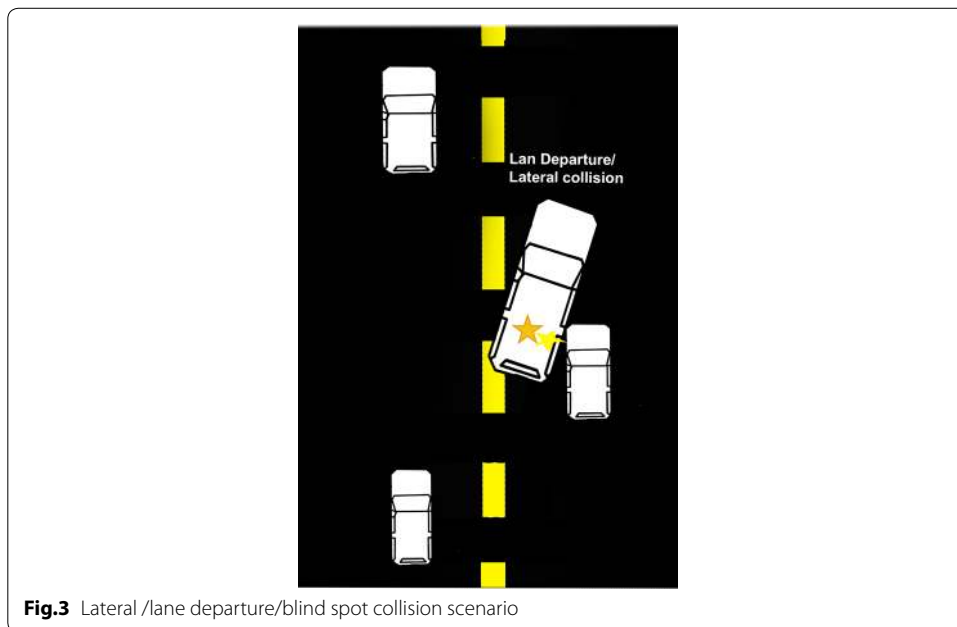 Lan Departure/
Lateral collision
Fig.3 Lateral /lane departure/blind spot collision scenario